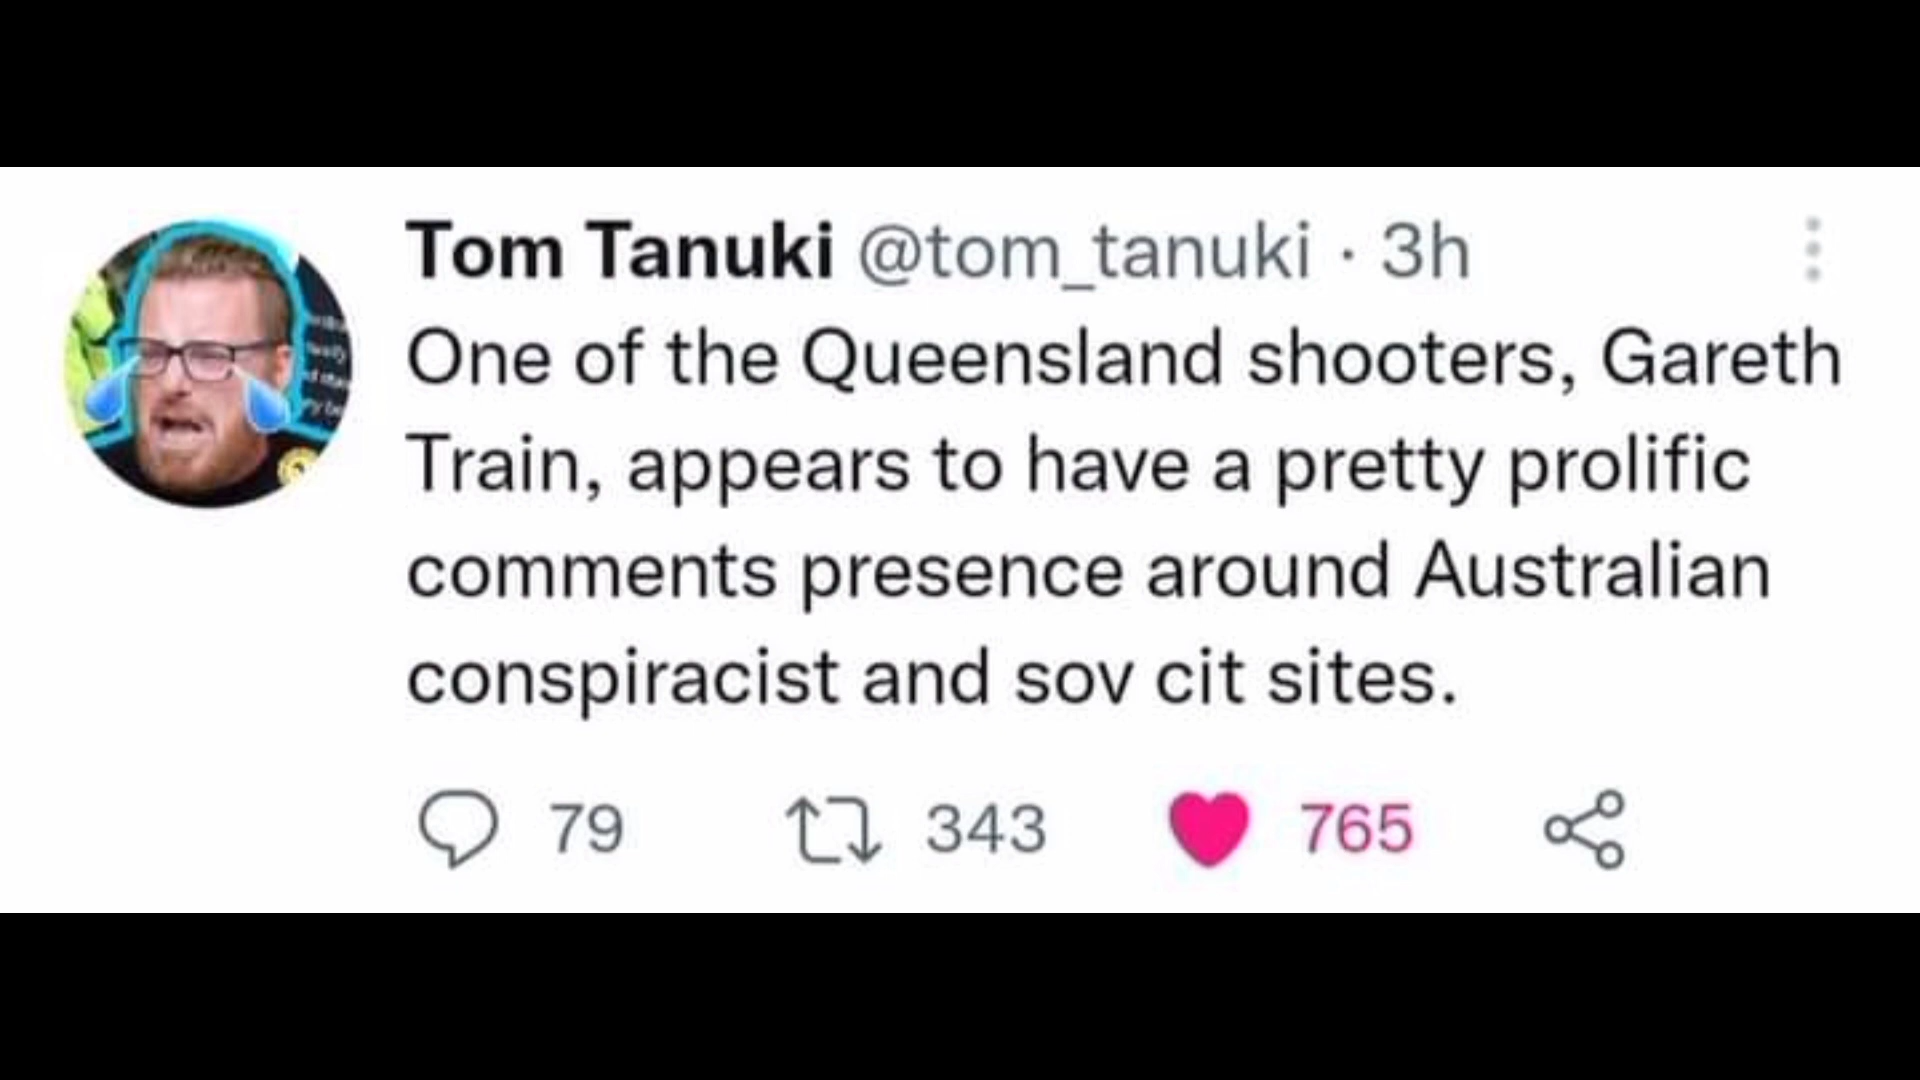 Tom Tanuki @tom_tanuki · 3h
One of the Queensland shooters, Gareth
Train, appears to have a pretty prolific
comments presence around Australian
conspiracist and sov cit sites.
79 343 765